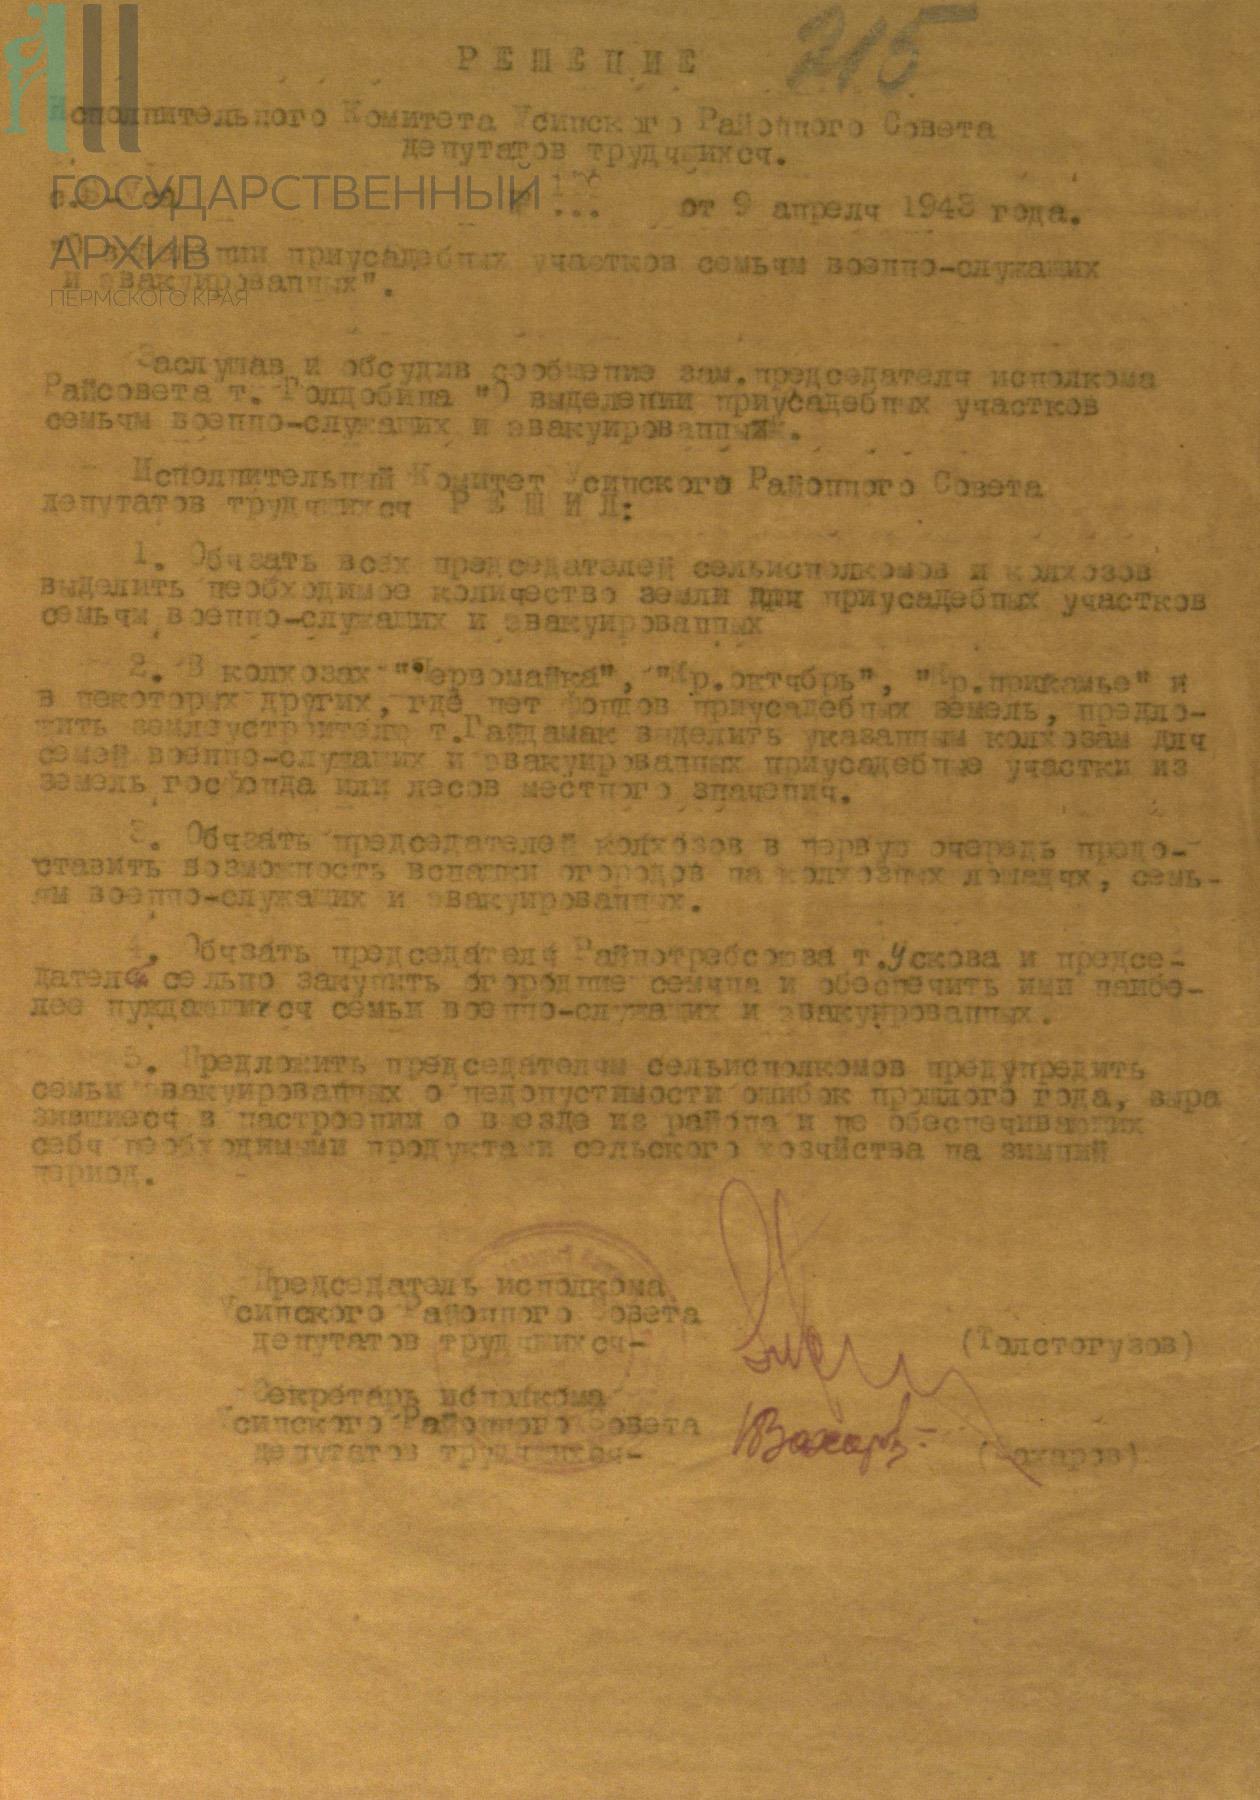 215
РЕШЕНИЕ
Исполнительного Комитета Усинского Районного Совета
депутатов трудящихся.
ГОСУДАРСТВЕННЫЙ
от 9 апреля 1943 года.
АРХИВ
приусадебных участков семьям военно-служащих
ПЕРМСКОГО КРАЯ
и эвакуированных".
Заслушав и обсудив сообщение зам.председателя исполкома
Райсовета т. Голдобина "О выделении приусадебных участков
семьям военно-служащих и эвакуированным.
Исполнительный Комитет Усинского Районного Совета
депутатов трудящихся РЕШИЛ:
1. Обязать всех председателей сельисполкомов и колхозов
выделить необходимое количество земли для приусадебных участков
семьям военно-служащих и эвакуированных
2. В колхозах "Первомайка", "Кр.октябрь", "Кр.прикамье" и
в некоторых других, где нет фондов приусадебных земель, предло-
жить землеустроителю т.Гайдамак выделить указанным колхозам для
семей военно-служащих и эвакуированных приусадебные участки из
земель госфонда или лесов местного значения.
3. Обязать председателей колхозов в первую очередь предо-
ставить возможность вспашки огородов на колхозных лошадях, семь-
ям военно-служащих и эвакуированных.
4. Обязать председателя Райпотребсоюза т.Ускова и предсе-
дателя сельпо закупить огородние семяна и обеспечить ими наибо-
лее нуждающихся семьи военно-служащих и эвакуированных.
5. Предложить председателям сельисполкомов предупредить
семьи эвакуированных о недопустимости ошибок прошлого года, выра
зившиеся в настроении о выезде из района и не обеспечивающих
себя необходимыми продуктами сельского хозяйства на зимний
период.
Председатель исполкома
Усинского Районного Совета
депутатов трудящихся- (Толстогузов)
Секретарь исполкома
Усинского Районного Совета
депутатов трудящихся-